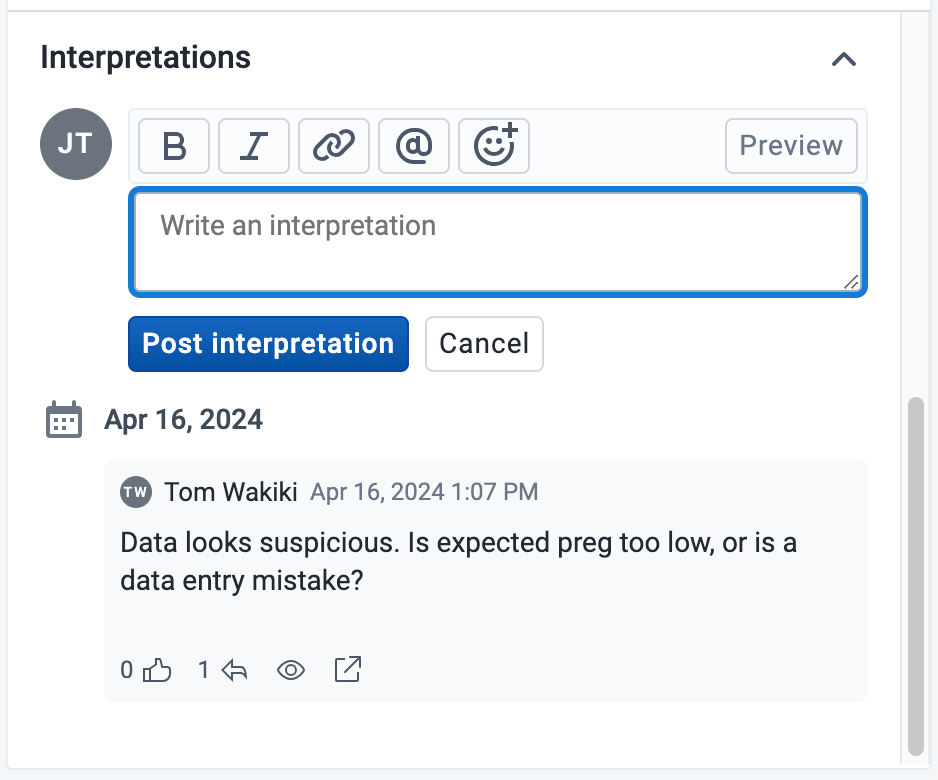 Interpretations
JT
B I @ Preview
Write an interpretation
Post interpretation Cancel
Apr 16, 2024
TW Tom Wakiki Apr 16, 2024 1:07 PM
Data looks suspicious. Is expected preg too low, or is a
data entry mistake?
0 1